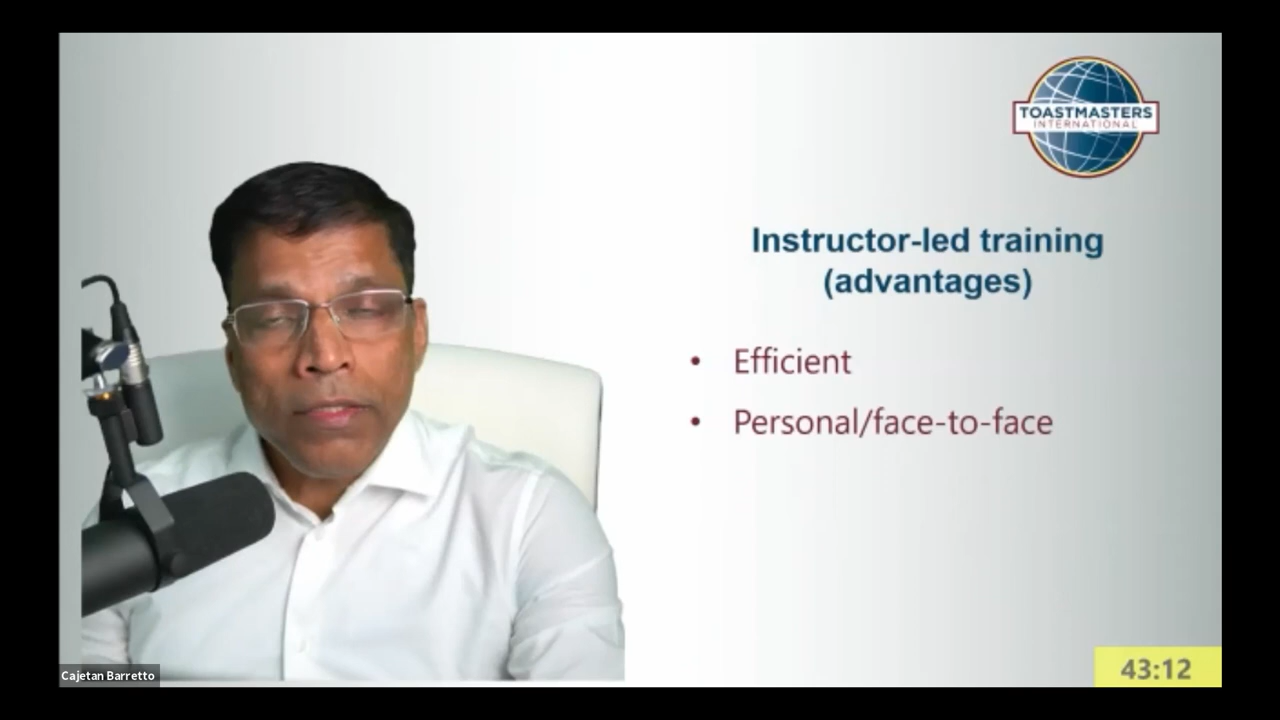 TOASTMASTERS
INTERNATIONAL
Instructor-led training
(advantages)
• Efficient
• Personal/face-to-face
Cajetan Barretto
43:12